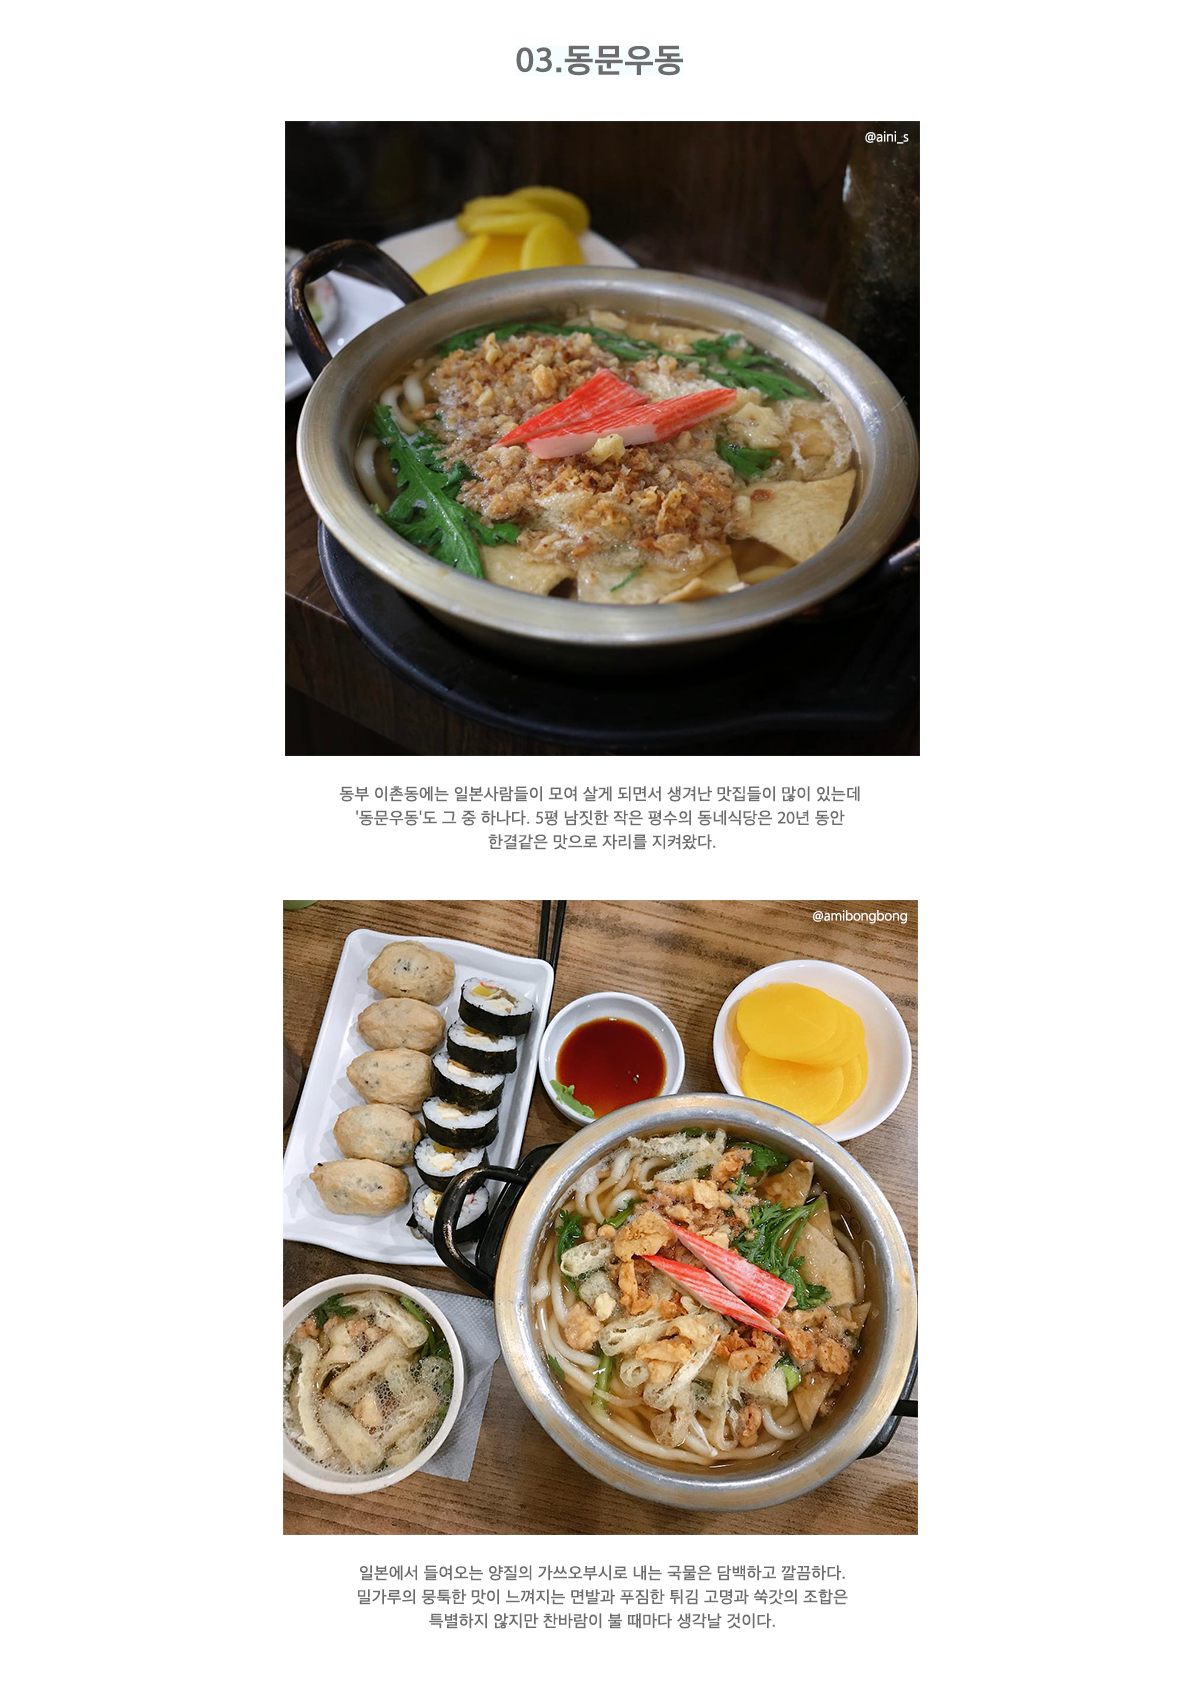 03.동문우동
@aini_s
동부 이촌동에는 일본사람들이 모여 살게 되면서 생겨난 맛집들이 많이 있는데
'동문우동'도 그 중 하나다. 5평 남짓한 작은 평수의 동네식당은 20년 동안
한결같은 맛으로 자리를 지켜왔다.
@amibongbong
일본에서 들여오는 양질의 가쓰오부시로 내는 국물은 담백하고 깔끔하다.
밀가루의 뭉툭한 맛이 느껴지는 면발과 푸짐한 튀김 고명과 쑥갓의 조합은
특별하지 않지만 찬바람이 불 때마다 생각날 것이다.